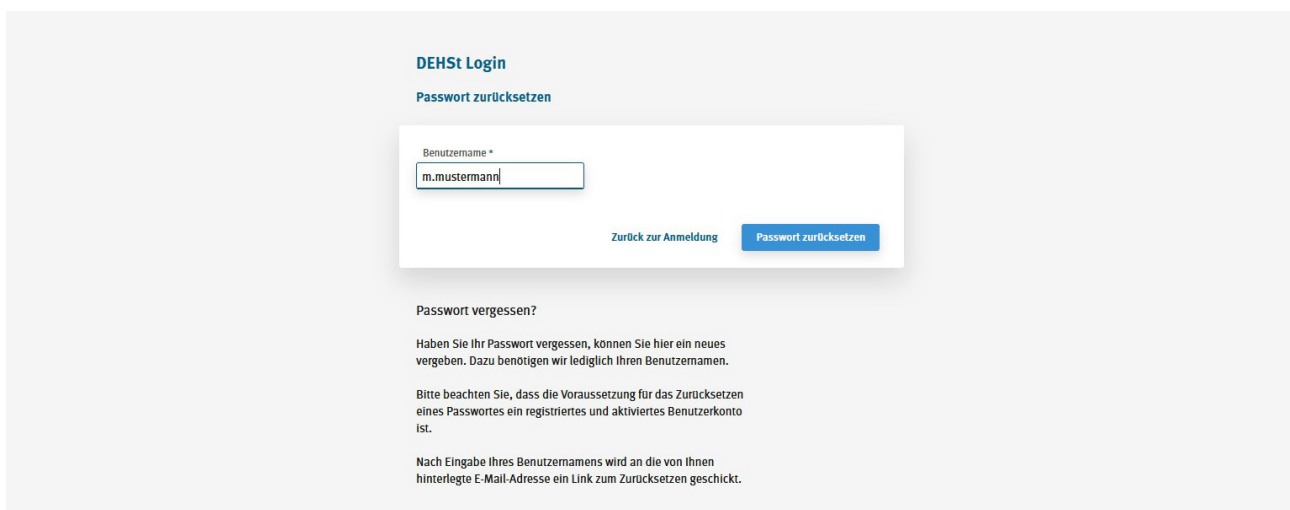 DEHSt Login
Passwort zurücksetzen
Benutzername *
m.mustermann
Zurück zur Anmeldung
Passwort zurücksetzen
Passwort vergessen?
Haben Sie Ihr Passwort vergessen, können Sie hier ein neues
vergeben. Dazu benötigen wir lediglich Ihren Benutzernamen.
Bitte beachten Sie, dass die Voraussetzung für das Zurücksetzen
eines Passwortes ein registriertes und aktiviertes Benutzerkonto
ist.
Nach Eingabe Ihres Benutzernamens wird an die von Ihnen
hinterlegte E-Mail-Adresse ein Link zum Zurücksetzen geschickt.